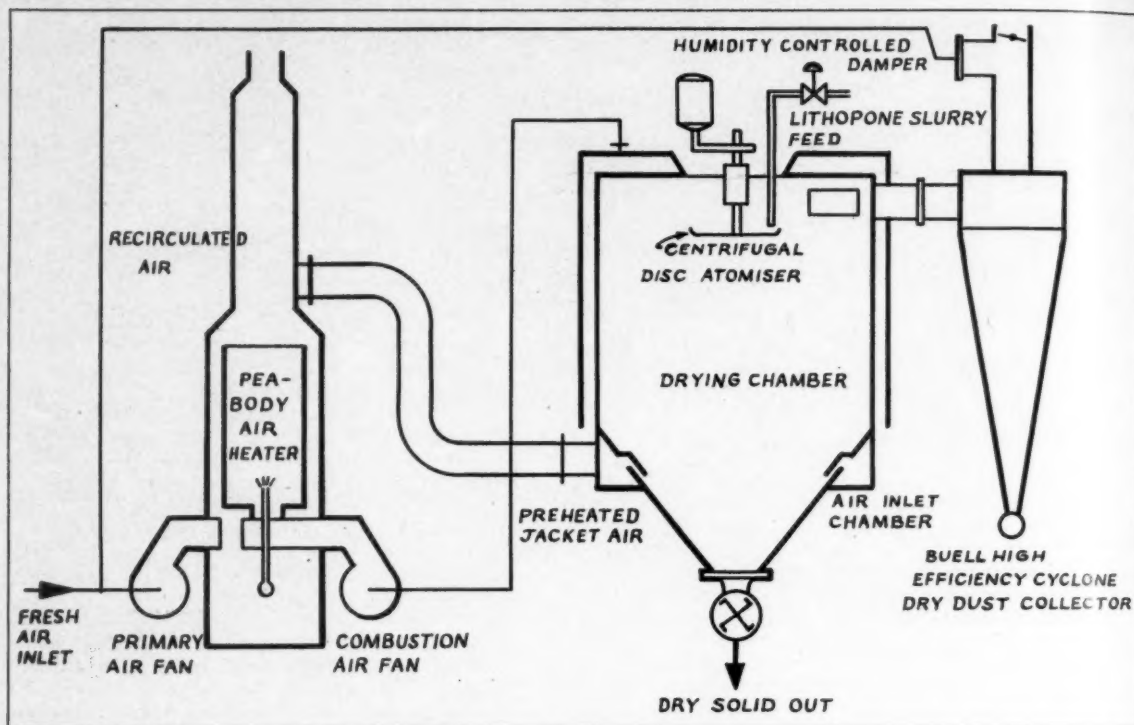 HUMIDITY CONTROLLED
DAMPER
LITHOPONE SLURRY
FEED
RECIRCULATED
AIR
CENTRIFUGAL
DISC ATOMISER
PEA-
BODY
AIR
HEATER
DRYING CHAMBER
PREHEATED
JACKET AIR
AIR INLET
CHAMBER
BUELL HIGH
EFFICIENCY CYCLONE
DRY DUST COLLECTOR
FRESH
AIR
INLET
PRIMARY
AIR FAN
COMBUSTION
AIR FAN
DRY SOLID OUT